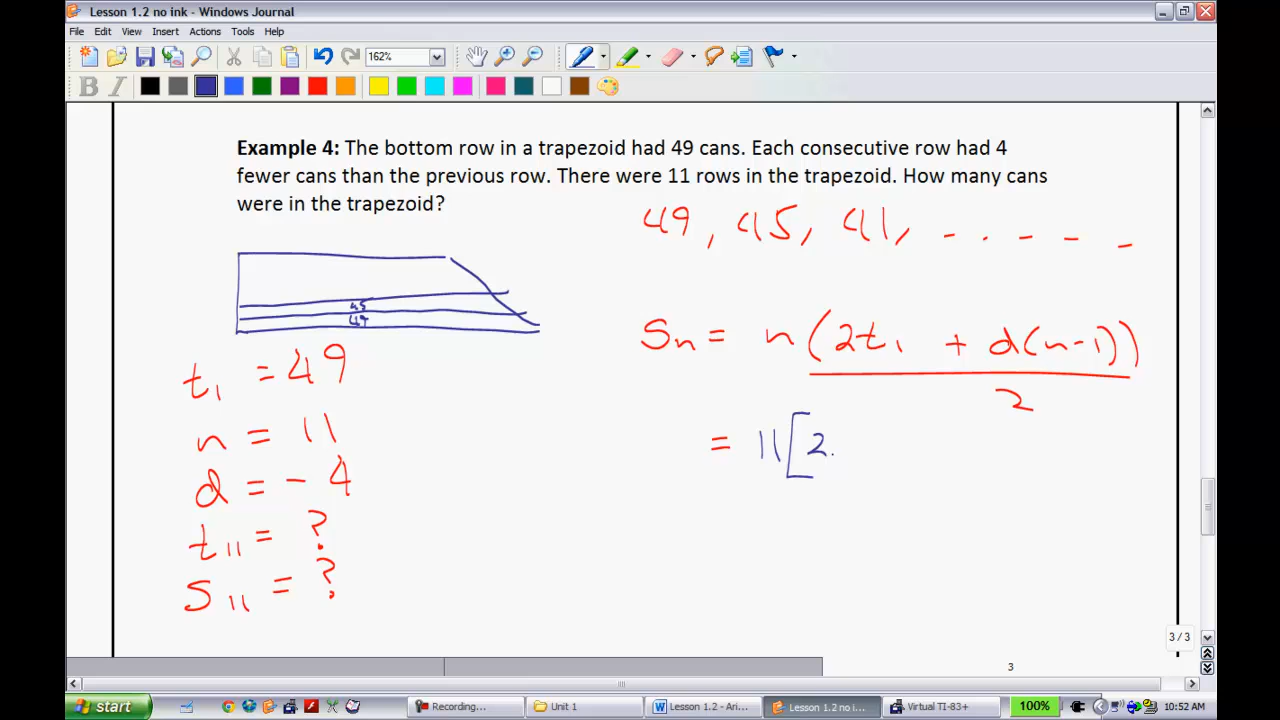 Lesson 1.2 no ink - Windows Journal
File Edit View Insert Actions Tools Help
162%
B I
Example 4: The bottom row in a trapezoid had 49 cans. Each consecutive row had 4
fewer cans than the previous row. There were 11 rows in the trapezoid. How many cans
were in the trapezoid?
49, 45, 41, - - - - -
45
49
Sn = n(2t1 + d(n-1))
2
t1 = 49
n = 11
= 11[2.
d = -4
t11 = ?
S11 = ?
3 / 3
3
start Recording... Unit 1 Lesson 1.2 - Ari... Lesson 1.2 no i... Virtual TI-83+ 100% 10:52 AM